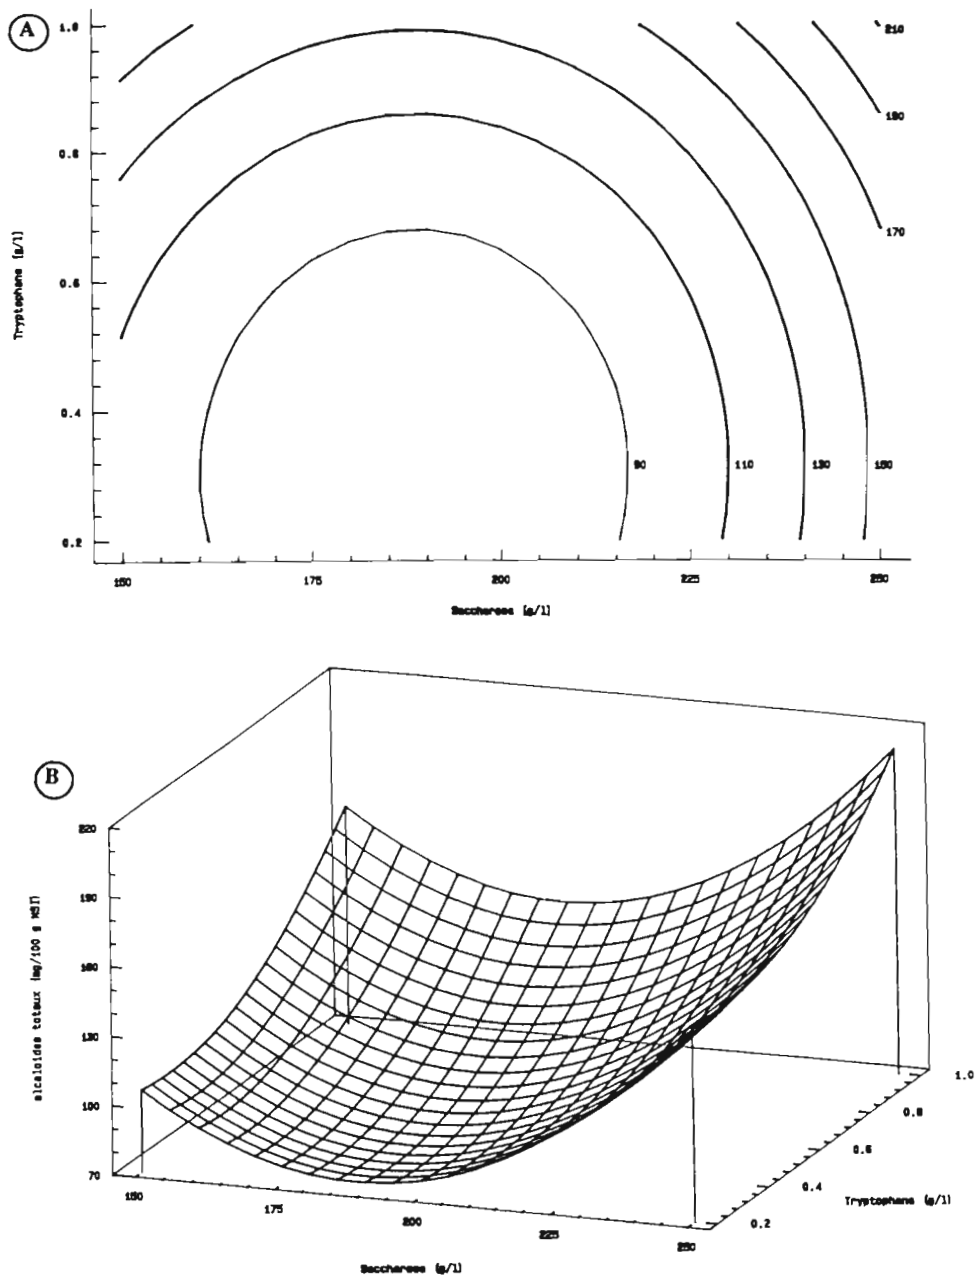 A
1.0
0.8
0.6
0.4
0.2
Tryptophane (g/l)
210
190
170
90 110 130 150
150 175 200 225 250
Saccharose (g/l)
B
220
190
160
130
100
70
alcaloides totaux (mg/100 g MSI)
150 175 200 225 250
Saccharose (g/l)
0.2 0.4 0.6 0.8 1.0
Tryptophane (g/l)